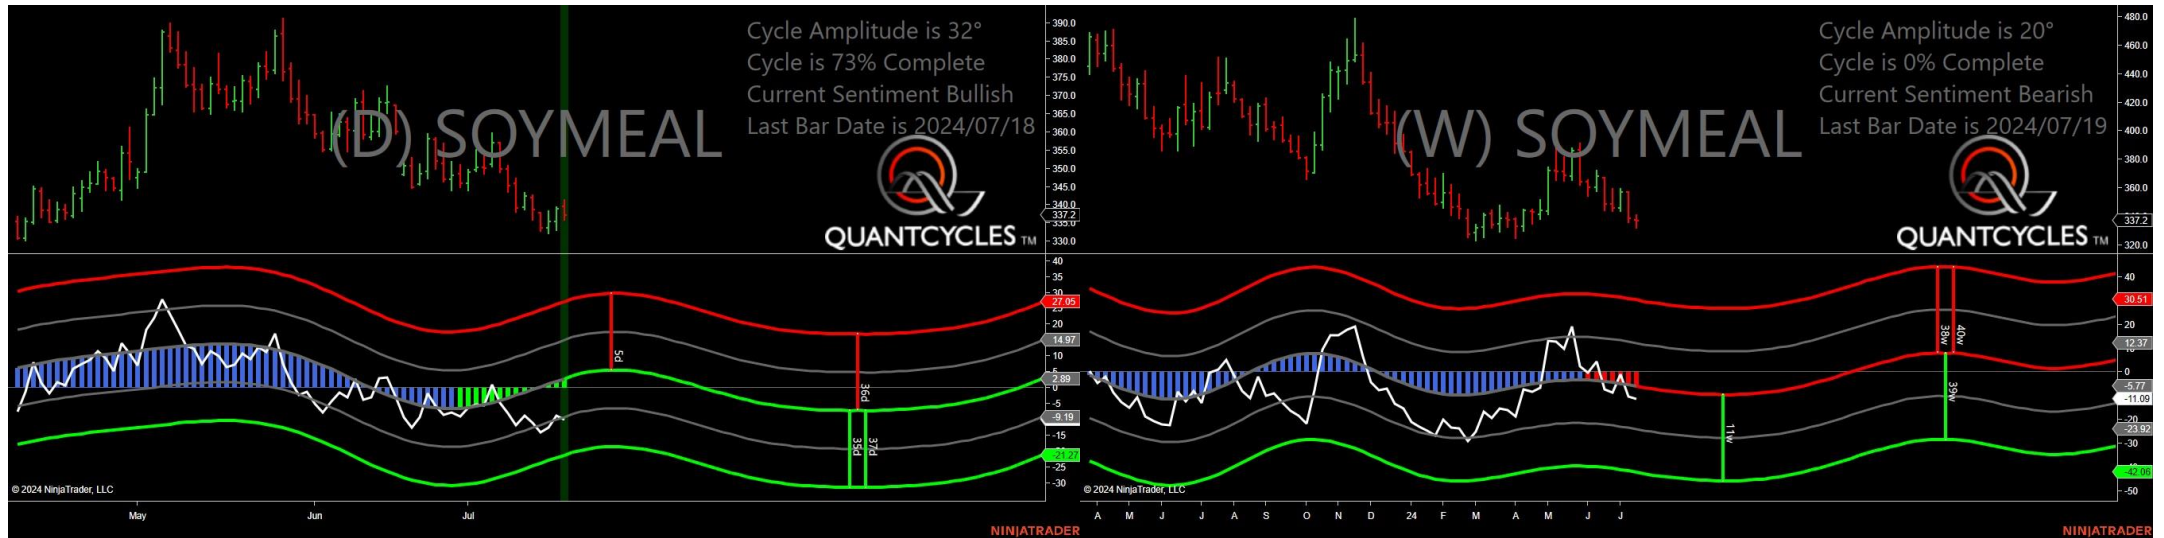 Cycle Amplitude is 32°
Cycle is 73% Complete
Current Sentiment Bullish
Last Bar Date is 2024/07/18
(D) SOYMEAL
QUANTCYCLES TM
390.0
385.0
380.0
375.0
370.0
365.0
360.0
355.0
350.0
345.0
340.0
337.2
335.0
330.0
40
35
30
27.05
25
20
14.97
10
5
2.89
0
-5
-9.19
-15
-21.27
-25
-30
5d
36d
35d
37d
© 2024 NinjaTrader, LLC
May
Jun
Jul
NINJATRADER
Cycle Amplitude is 20°
Cycle is 0% Complete
Current Sentiment Bearish
Last Bar Date is 2024/07/19
(W) SOYMEAL
QUANTCYCLES TM
480.0
460.0
440.0
420.0
400.0
380.0
360.0
337.2
320.0
40
30.51
20
12.37
10
0
-5.77
-11.09
-20
-23.92
-30
-42.06
-50
11w
38w
40w
39w
© 2024 NinjaTrader, LLC
A M J J A S O N D 24 F M A M J J
NINJATRADER